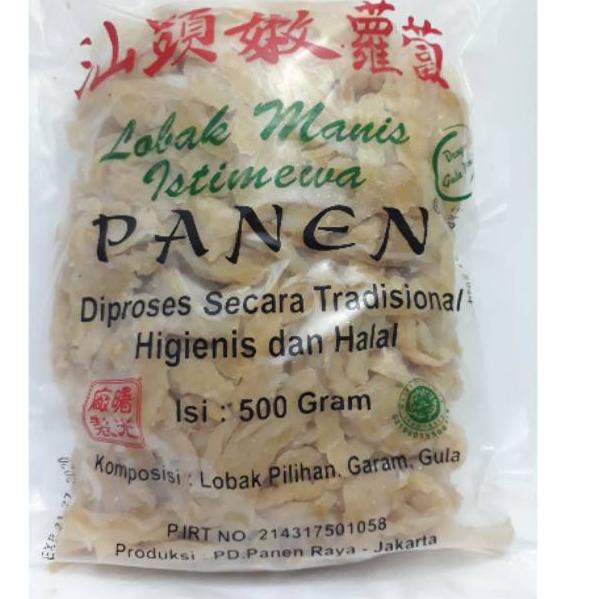 汕頭嫩蘿蔔
Lobak Manis
Istimewa
PANEN
Diproses Secara Tradisional
Higienis dan Halal
Isi : 500 Gram
Komposisi : Lobak Pilihan, Garam, Gula
P.IRT NO. 214317501058
Produksi : PD.Panen Raya - Jakarta